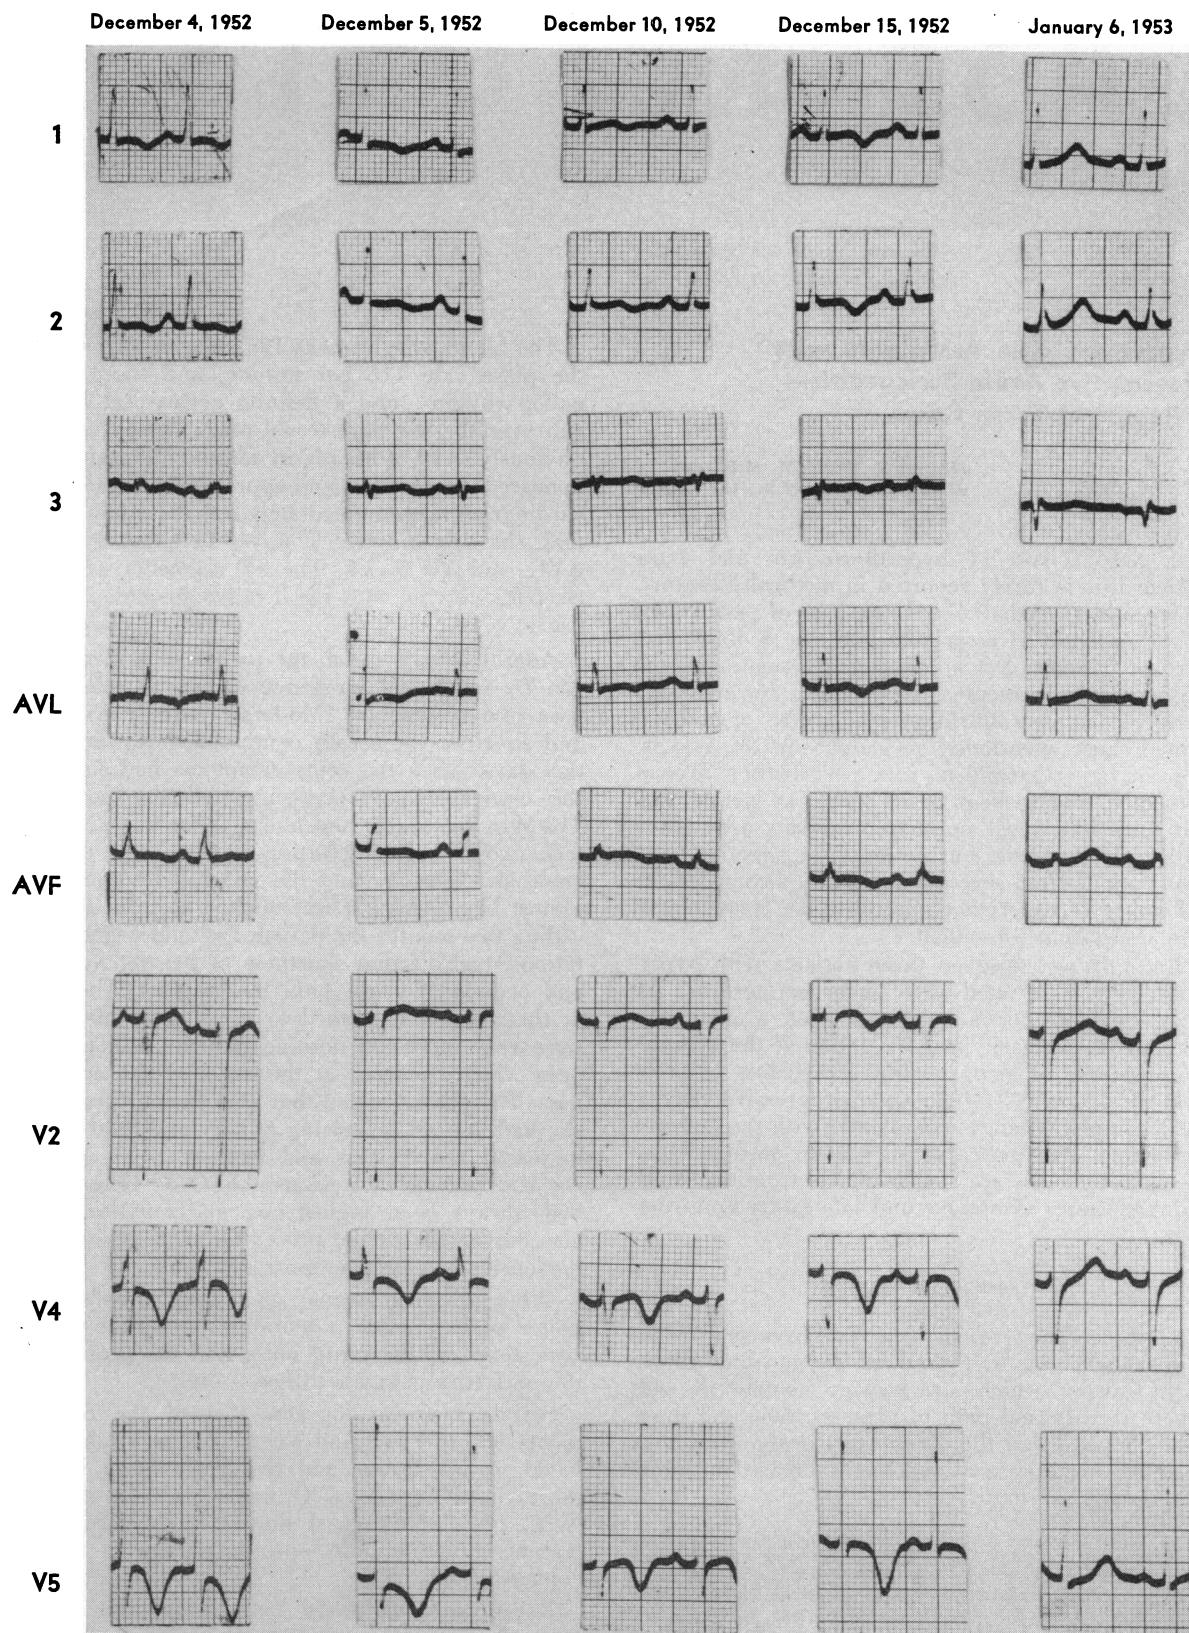 December 4, 1952 December 5, 1952 December 10, 1952 December 15, 1952 January 6, 1953
1
2
3
AVL
AVF
V2
V4
V5